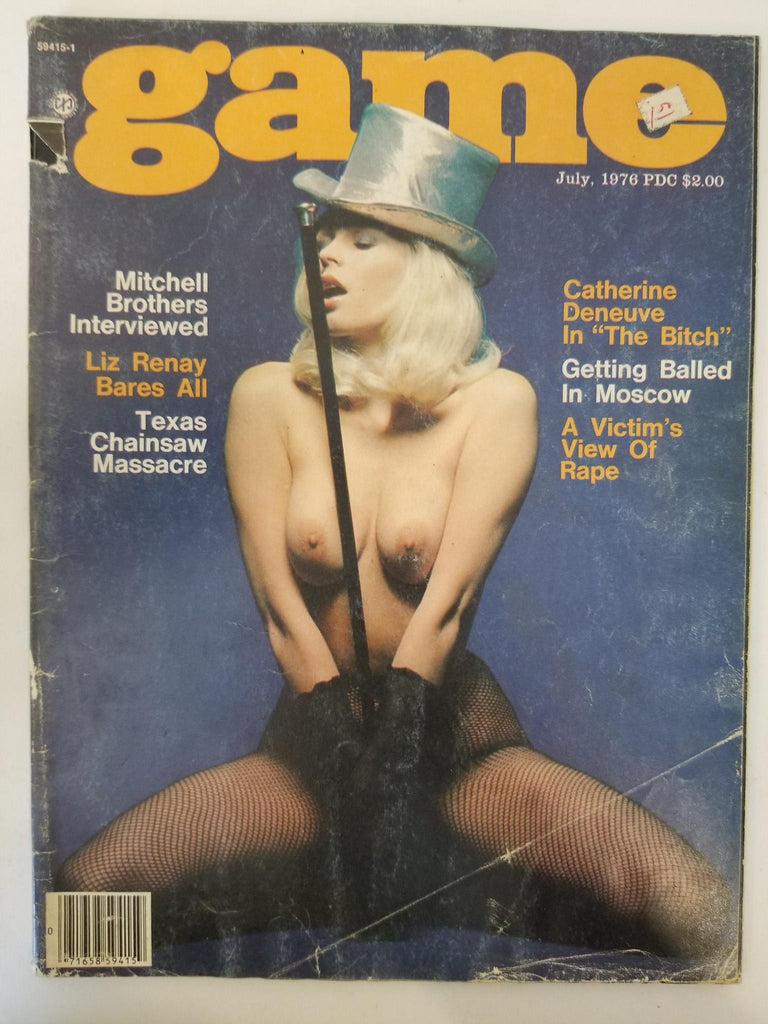 59415-1
game
July, 1976 PDC $2.00
Mitchell
Brothers
Interviewed
Liz Renay
Bares All
Texas
Chainsaw
Massacre
Catherine
Deneuve
In “The Bitch”
Getting Balled
In Moscow
A Victim's
View Of
Rape
0
71658 59415